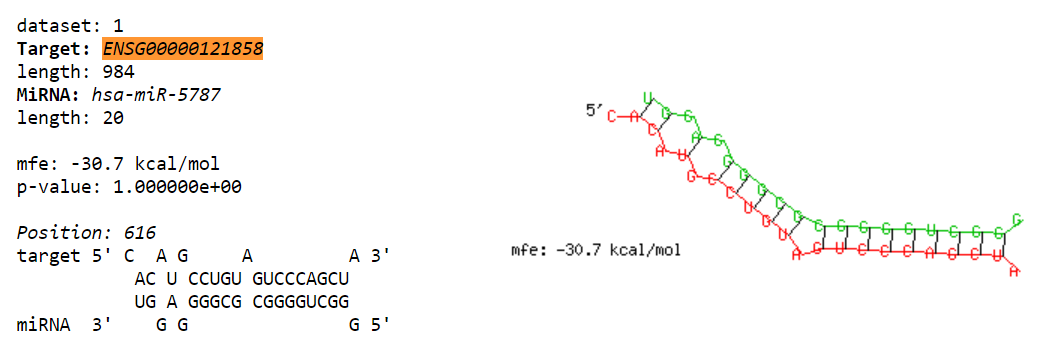 dataset: 1
Target: ENSG00000121858
length: 984
MiRNA: hsa-miR-5787
length: 20
mfe: -30.7 kcal/mol
p-value: 1.000000e+00
Position: 616
target 5' C  A G     A         A 3'
           AC U CCUGU GUCCCAGCU
           UG A GGGCG CGGGGUCGG
miRNA  3'    G G               G 5'
5'
UGGAGGGGCGCGGGGUCGGG
CACAUGCCUGUAGUCCCAGCUA
mfe: -30.7 kcal/mol